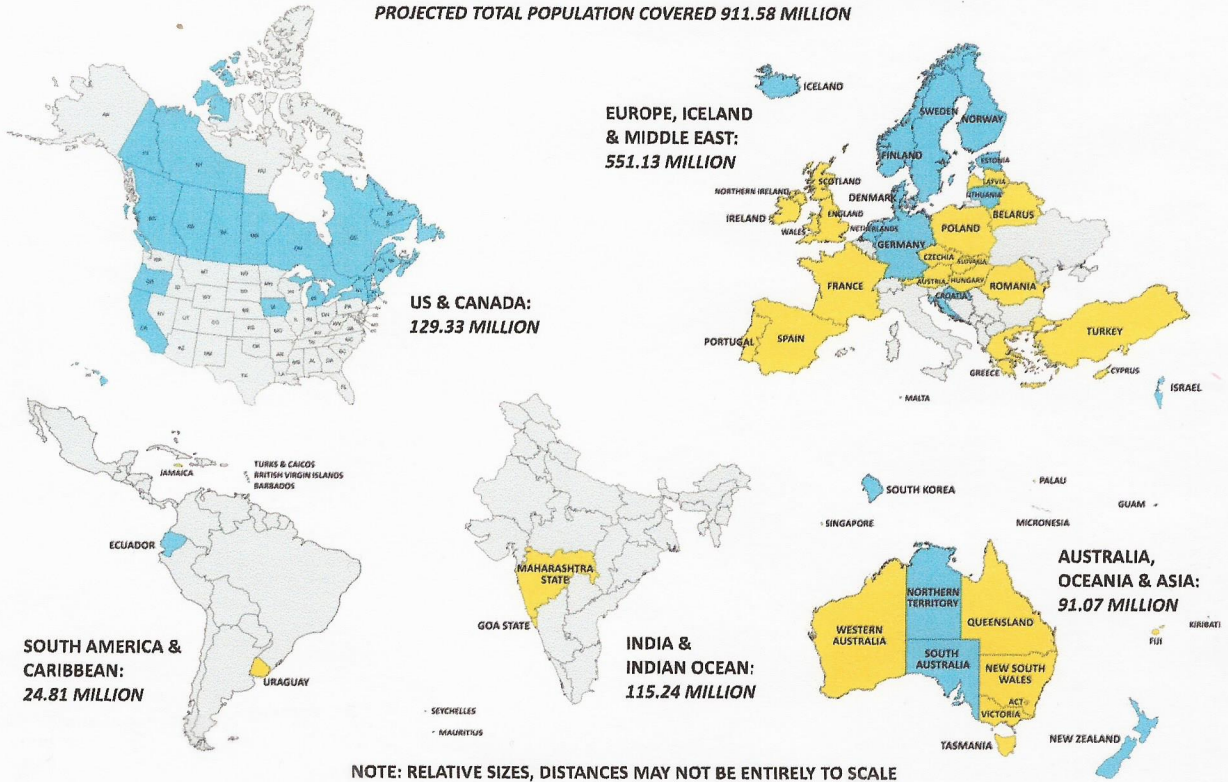 PROJECTED TOTAL POPULATION COVERED 911.58 MILLION
ICELAND
EUROPE, ICELAND
& MIDDLE EAST:
551.13 MILLION
SWEDEN
NORWAY
FINLAND
ESTONIA
LATVIA
LITHUANIA
SCOTLAND
NORTHERN IRELAND
DENMARK
IRELAND
ENGLAND
WALES
NETHERLANDS
BELARUS
POLAND
GERMANY
CZECHIA
SLOVAKIA
AUSTRIA
HUNGARY
ROMANIA
FRANCE
CROATIA
PORTUGAL
SPAIN
TURKEY
GREECE
CYPRUS
ISRAEL
MALTA
US & CANADA:
129.33 MILLION
JAMAICA
TURKS & CAICOS
BRITISH VIRGIN ISLANDS
BARBADOS
ECUADOR
SOUTH AMERICA &
CARIBBEAN:
24.81 MILLION
URAGUAY
MAHARASHTRA
STATE
GOA STATE
INDIA &
INDIAN OCEAN:
115.24 MILLION
SEYCHELLES
MAURITIUS
SOUTH KOREA
PALAU
GUAM
SINGAPORE
MICRONESIA
AUSTRALIA,
OCEANIA & ASIA:
91.07 MILLION
KIRIBATI
FIJI
NORTHERN
TERRITORY
WESTERN
AUSTRALIA
QUEENSLAND
SOUTH
AUSTRALIA
NEW SOUTH
WALES
ACT
VICTORIA
TASMANIA
NEW ZEALAND
NOTE: RELATIVE SIZES, DISTANCES MAY NOT BE ENTIRELY TO SCALE